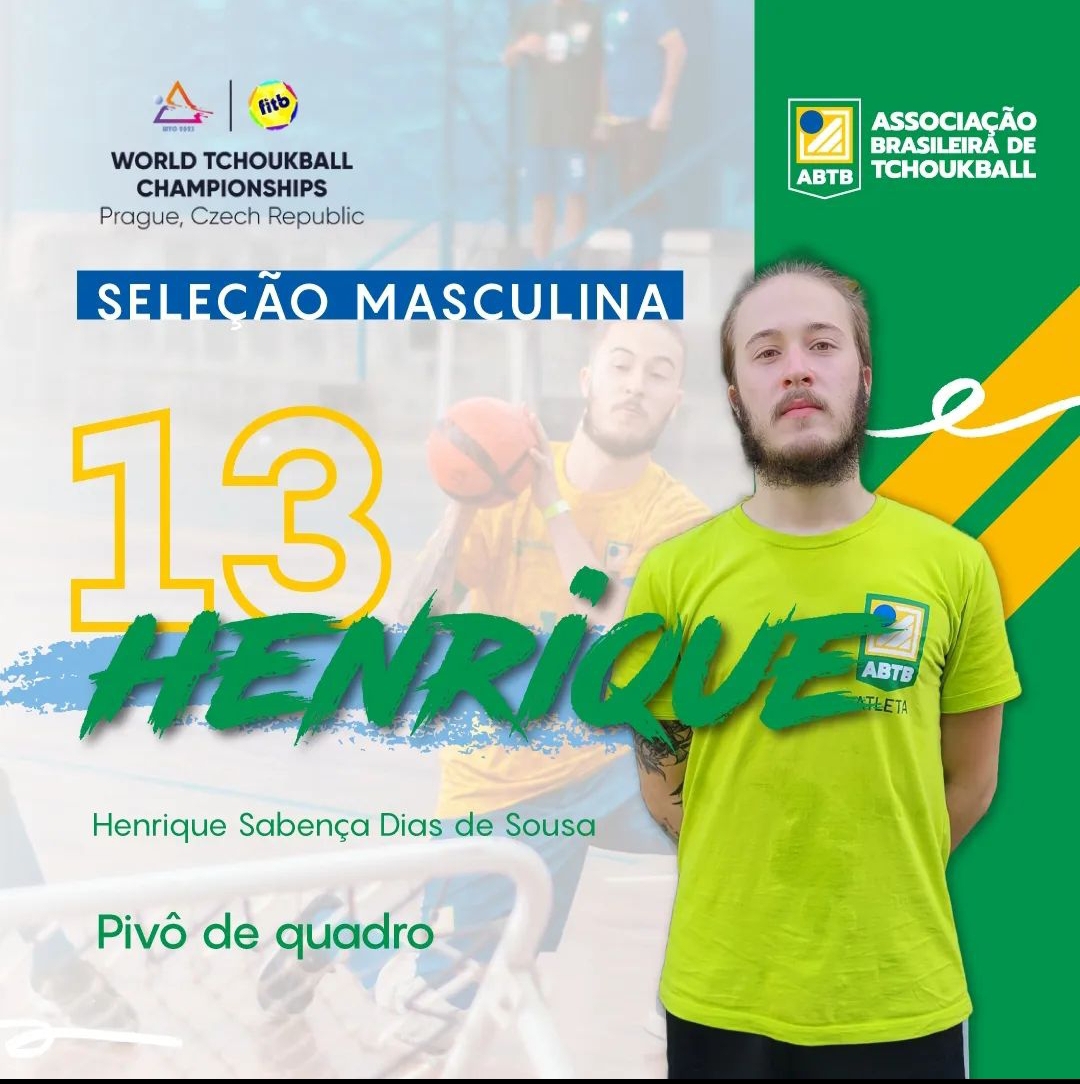 fitb
WORLD TCHOUKBALL
CHAMPIONSHIPS
Prague, Czech Republic
ABTB
ASSOCIAÇÃO
BRASILEIRA DE
TCHOUKBALL
SELEÇÃO MASCULINA
13
HENRIQUE
ABTB
ATLETA
Henrique Sabença Dias de Sousa
Pivô de quadro